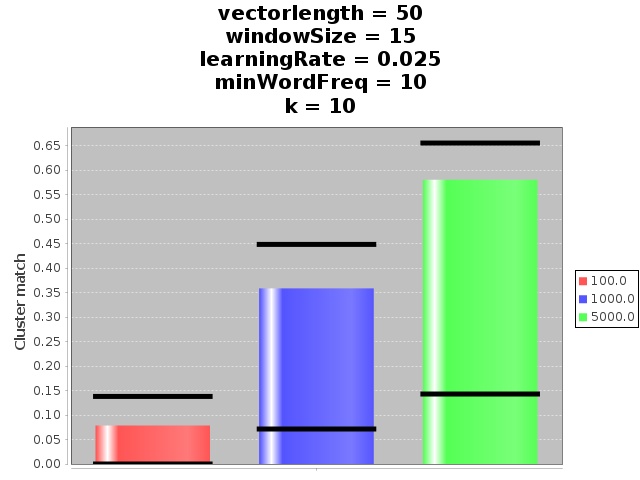 vectorlength = 50
windowSize = 15
learningRate = 0.025
minWordFreq = 10
k = 10
0.65
0.60
0.55
0.50
0.45
0.40
0.35
0.30
0.25
0.20
0.15
0.10
0.05
0.00
Cluster match
100.0
1000.0
5000.0